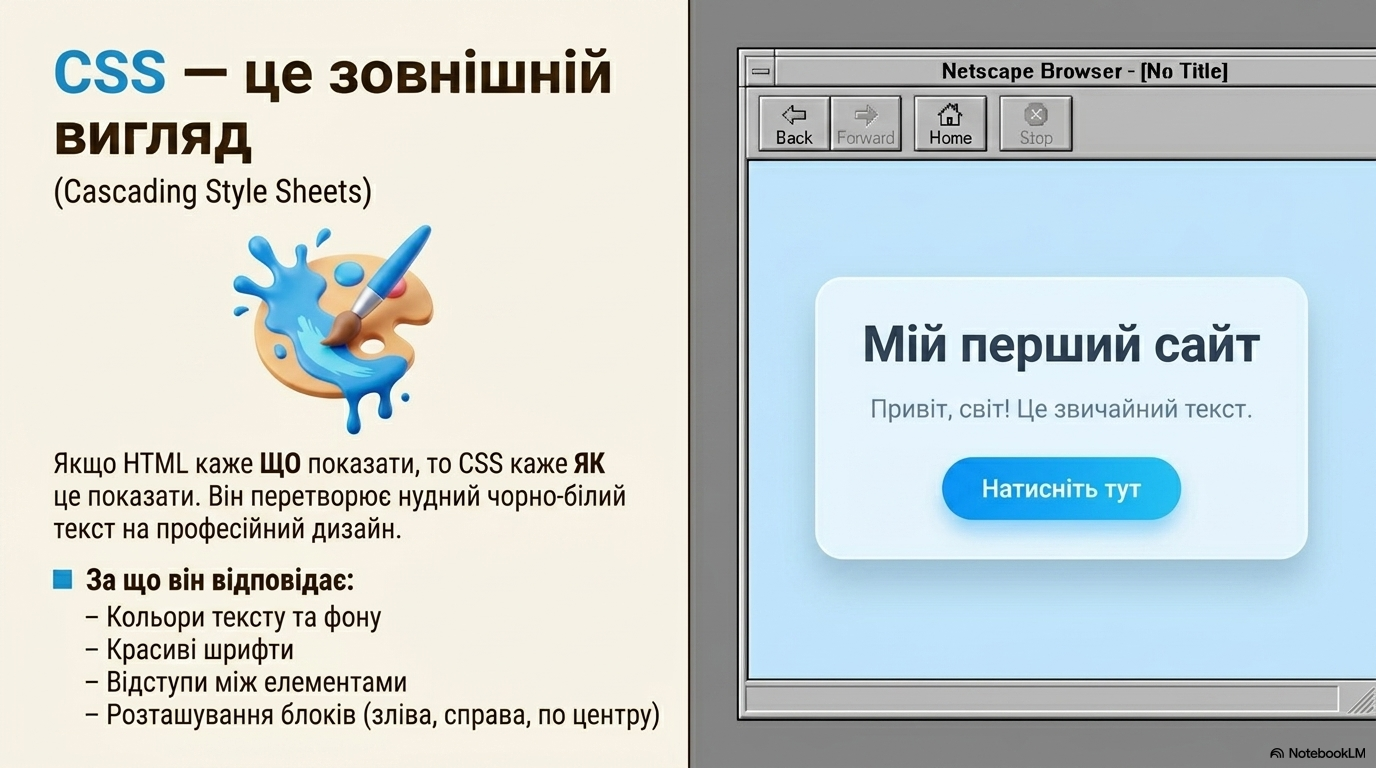 CSS — це зовнішній
вигляд
(Cascading Style Sheets)
Якщо HTML каже ЩО показати, то CSS каже ЯК
це показати. Він перетворює нудний чорно-білий
текст на професійний дизайн.
За що він відповідає:
– Кольори тексту та фону
– Красиві шрифти
– Відступи між елементами
– Розташування блоків (зліва, справа, по центру)
Netscape Browser - [No Title]
Back Forward Home Stop
Мій перший сайт
Привіт, світ! Це звичайний текст.
Натисніть тут
NotebookLM